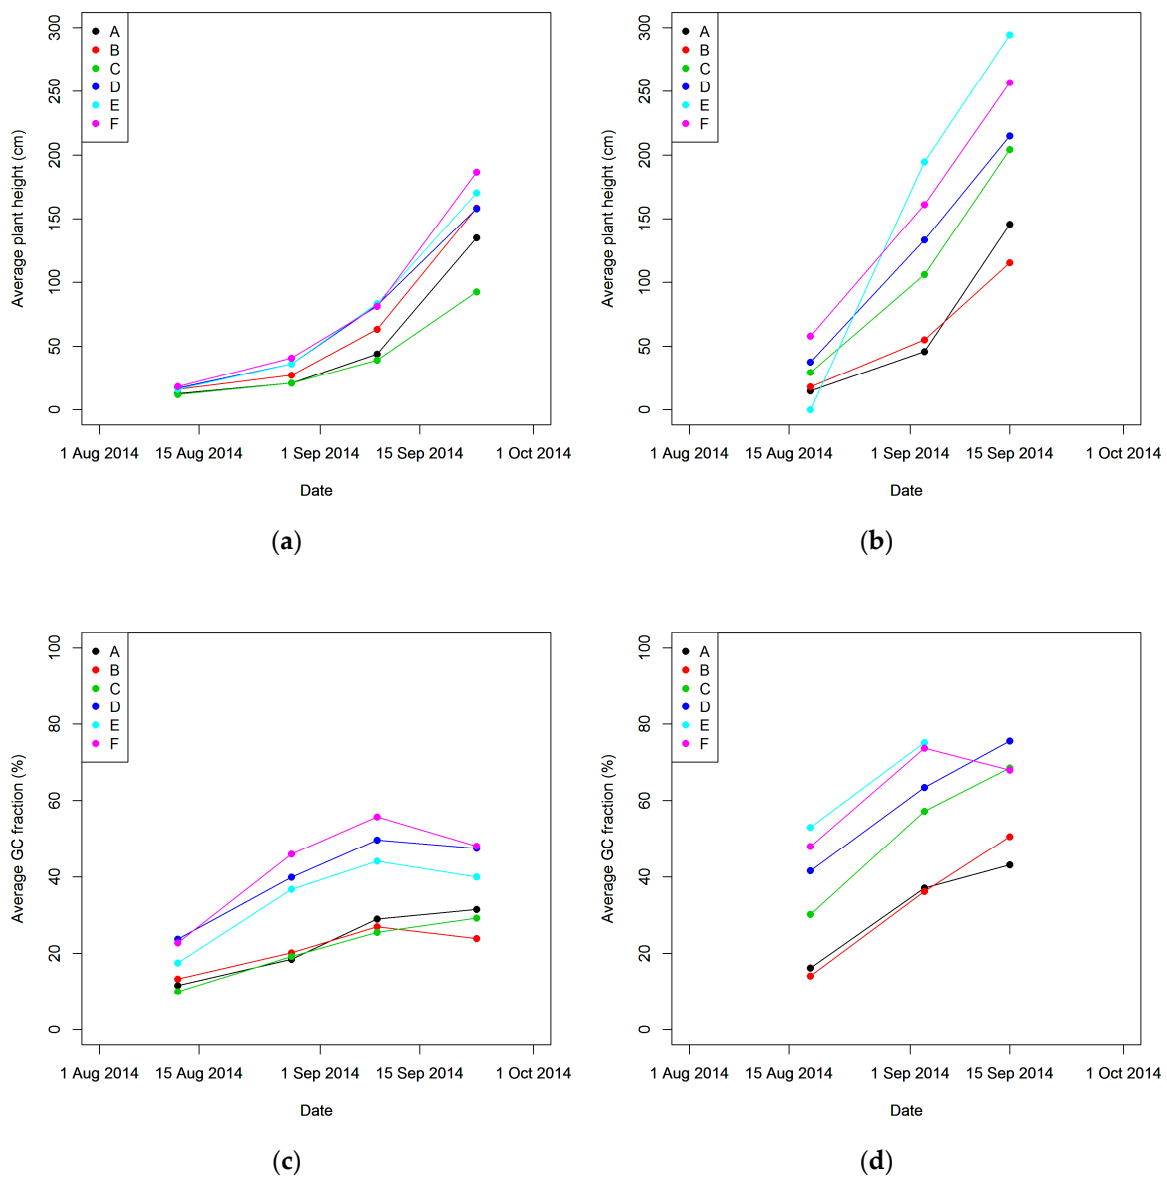 A
B
C
D
E
F
Average plant height (cm)
300
250
200
150
100
50
0
1 Aug 2014 15 Aug 2014 1 Sep 2014 15 Sep 2014 1 Oct 2014
Date
(a)
A
B
C
D
E
F
Average plant height (cm)
300
250
200
150
100
50
0
1 Aug 2014 15 Aug 2014 1 Sep 2014 15 Sep 2014 1 Oct 2014
Date
(b)
A
B
C
D
E
F
Average GC fraction (%)
100
80
60
40
20
0
1 Aug 2014 15 Aug 2014 1 Sep 2014 15 Sep 2014 1 Oct 2014
Date
(c)
A
B
C
D
E
F
Average GC fraction (%)
100
80
60
40
20
0
1 Aug 2014 15 Aug 2014 1 Sep 2014 15 Sep 2014 1 Oct 2014
Date
(d)